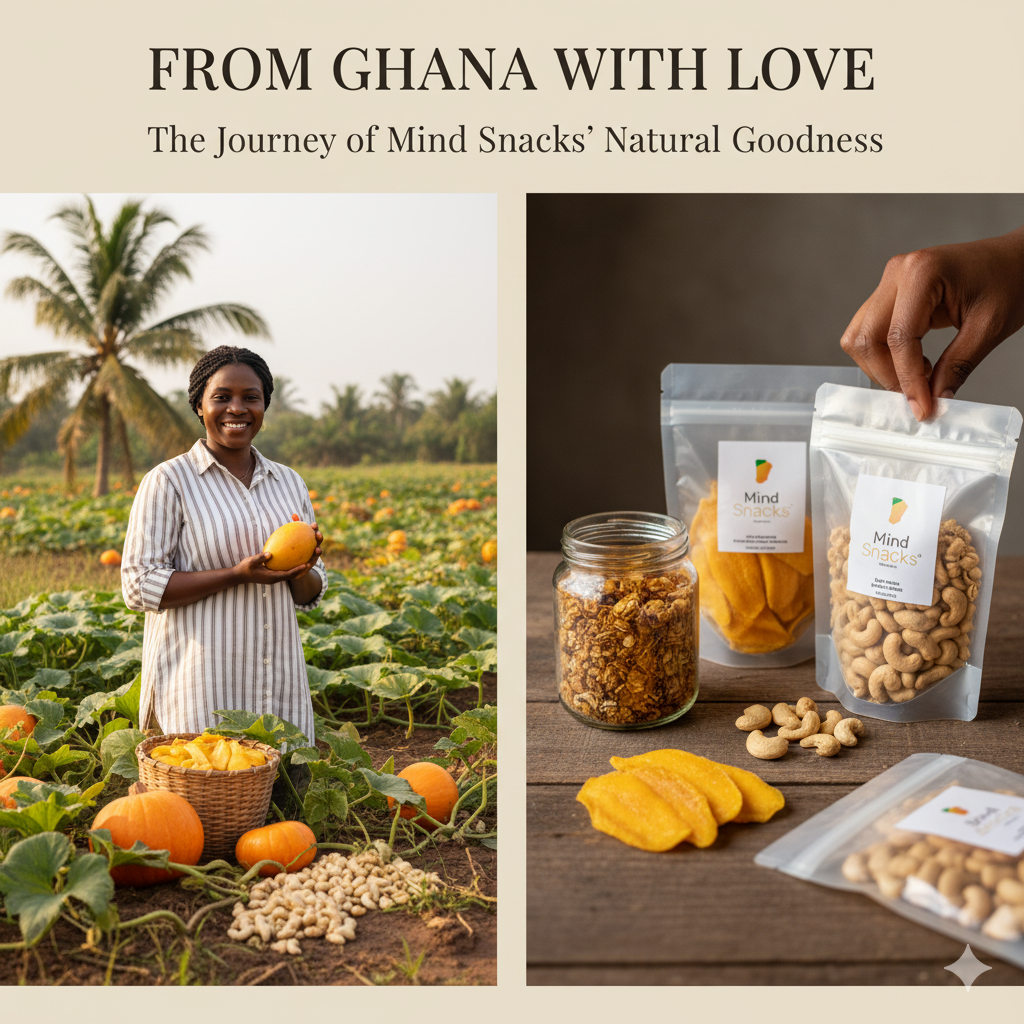 FROM GHANA WITH LOVE
The Journey of Mind Snacks’ Natural Goodness
Mind
Snacks
Mind
Snacks